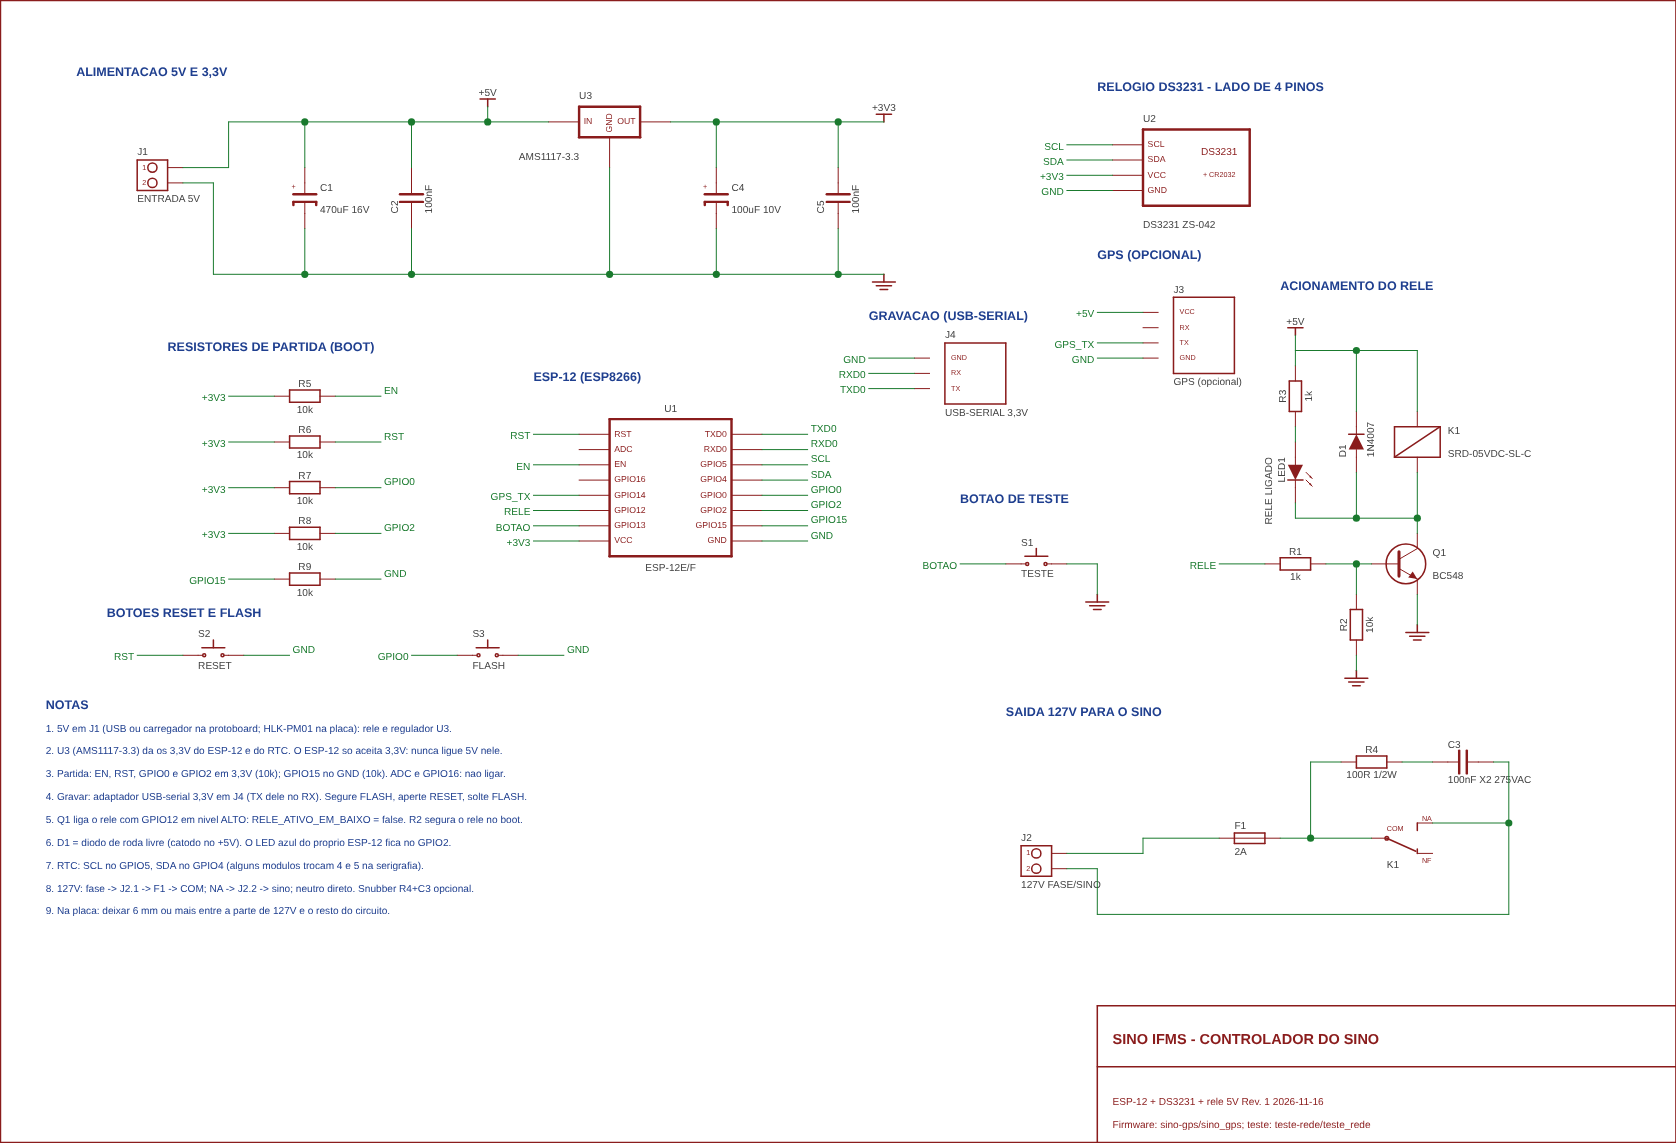 ALIMENTACAO 5V E 3,3V
+5V
U3
IN
GND
OUT
AMS1117-3.3
+3V3
J1
1
2
ENTRADA 5V
+
C1
470uF 16V
C2
100nF
+
C4
100uF 10V
C5
100nF
RELOGIO DS3231 - LADO DE 4 PINOS
U2
SCL
SCL
DS3231
SDA
SDA
+3V3
VCC
+ CR2032
GND
GND
DS3231 ZS-042
GPS (OPCIONAL)
J3
+5V
VCC
RX
GPS_TX
TX
GND
GND
GPS (opcional)
GRAVACAO (USB-SERIAL)
J4
GND
GND
RXD0
RX
TXD0
TX
USB-SERIAL 3,3V
ACIONAMENTO DO RELE
+5V
R3
1k
D1
1N4007
K1
SRD-05VDC-SL-C
RELE LIGADO
LED1
RELE
R1
1k
Q1
BC548
R2
10k
RESISTORES DE PARTIDA (BOOT)
+3V3
R5
10k
EN
+3V3
R6
10k
RST
+3V3
R7
10k
GPIO0
+3V3
R8
10k
GPIO2
GPIO15
R9
10k
GND
ESP-12 (ESP8266)
U1
RST
RST
TXD0
TXD0
ADC
RXD0
RXD0
EN
EN
GPIO5
SCL
GPIO16
GPIO4
SDA
GPS_TX
GPIO14
GPIO0
GPIO0
RELE
GPIO12
GPIO2
GPIO2
BOTAO
GPIO13
GPIO15
GPIO15
+3V3
VCC
GND
GND
ESP-12E/F
BOTAO DE TESTE
S1
BOTAO
TESTE
BOTOES RESET E FLASH
S2
RST
RESET
GND
S3
GPIO0
FLASH
GND
NOTAS
1. 5V em J1 (USB ou carregador na protoboard; HLK-PM01 na placa): rele e regulador U3.
2. U3 (AMS1117-3.3) da os 3,3V do ESP-12 e do RTC. O ESP-12 so aceita 3,3V: nunca ligue 5V nele.
3. Partida: EN, RST, GPIO0 e GPIO2 em 3,3V (10k); GPIO15 no GND (10k). ADC e GPIO16: nao ligar.
4. Gravar: adaptador USB-serial 3,3V em J4 (TX dele no RX). Segure FLASH, aperte RESET, solte FLASH.
5. Q1 liga o rele com GPIO12 em nivel ALTO: RELE_ATIVO_EM_BAIXO = false. R2 segura o rele no boot.
6. D1 = diodo de roda livre (catodo no +5V). O LED azul do proprio ESP-12 fica no GPIO2.
7. RTC: SCL no GPIO5, SDA no GPIO4 (alguns modulos trocam 4 e 5 na serigrafia).
8. 127V: fase -> J2.1 -> F1 -> COM; NA -> J2.2 -> sino; neutro direto. Snubber R4+C3 opcional.
9. Na placa: deixar 6 mm ou mais entre a parte de 127V e o resto do circuito.
SAIDA 127V PARA O SINO
R4
100R 1/2W
C3
100nF X2 275VAC
J2
1
2
127V FASE/SINO
F1
2A
COM
NA
NF
K1
SINO IFMS - CONTROLADOR DO SINO
ESP-12 + DS3231 + rele 5V Rev. 1 2026-11-16
Firmware: sino-gps/sino_gps; teste: teste-rede/teste_rede